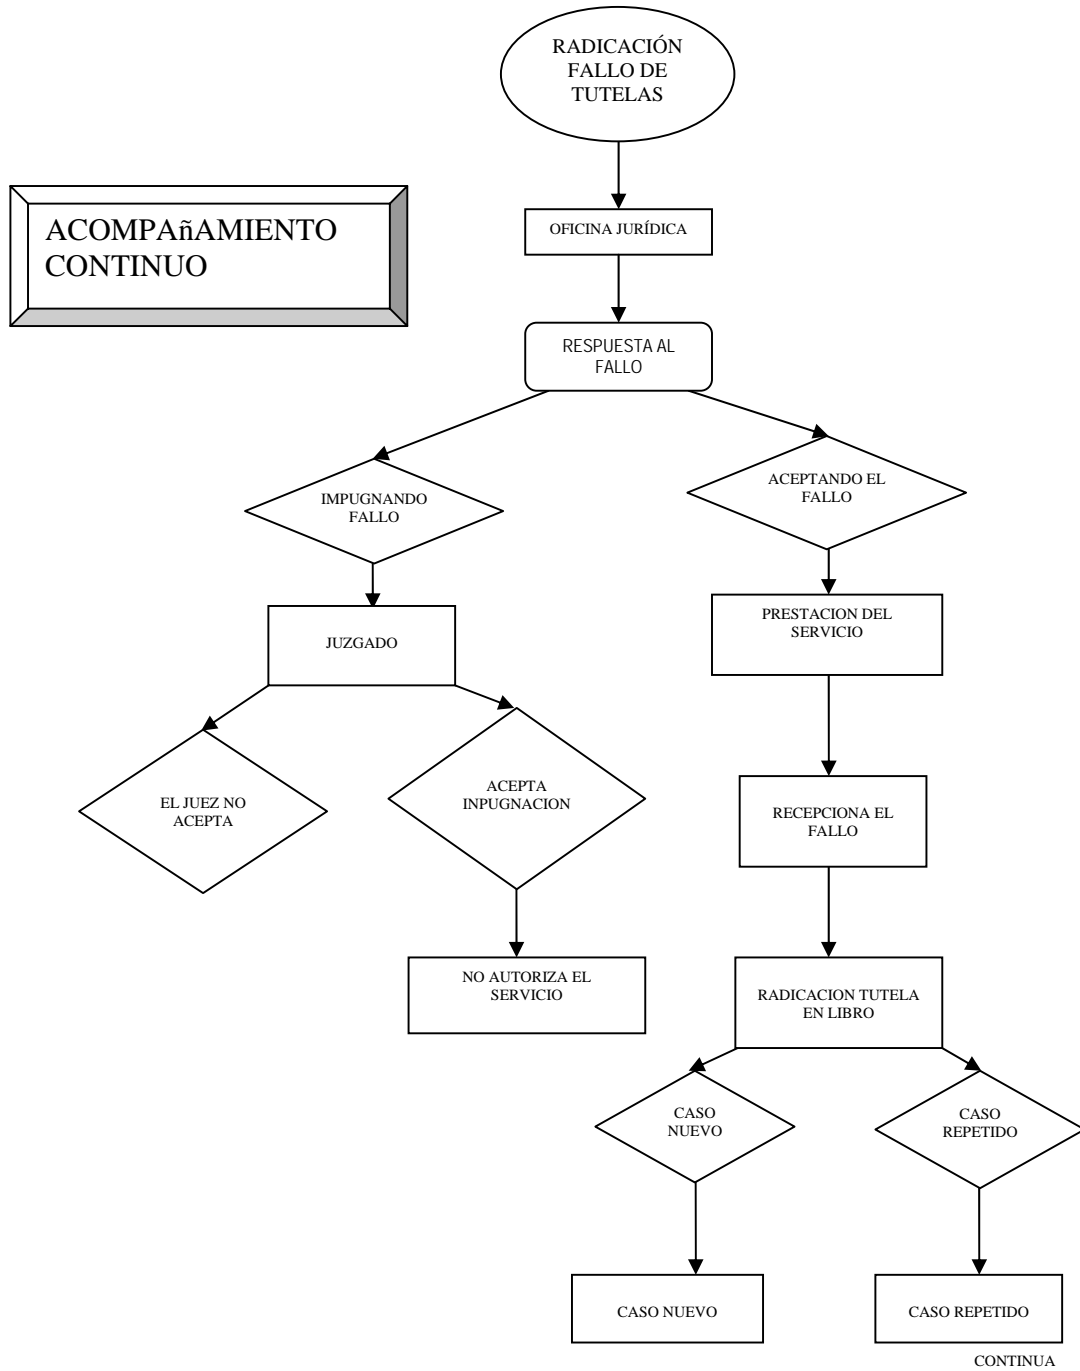 RADICACIÓN
FALLO DE
TUTELAS
ACOMPAñAMIENTO
CONTINUO
OFICINA JURÍDICA
RESPUESTA AL
FALLO
IMPUGNANDO
FALLO
ACEPTANDO EL
FALLO
JUZGADO
PRESTACION DEL
SERVICIO
EL JUEZ NO
ACEPTA
ACEPTA
INPUGNACION
RECEPCIONA EL
FALLO
NO AUTORIZA EL
SERVICIO
RADICACION TUTELA
EN LIBRO
CASO
NUEVO
CASO
REPETIDO
CASO NUEVO
CASO REPETIDO
CONTINUA